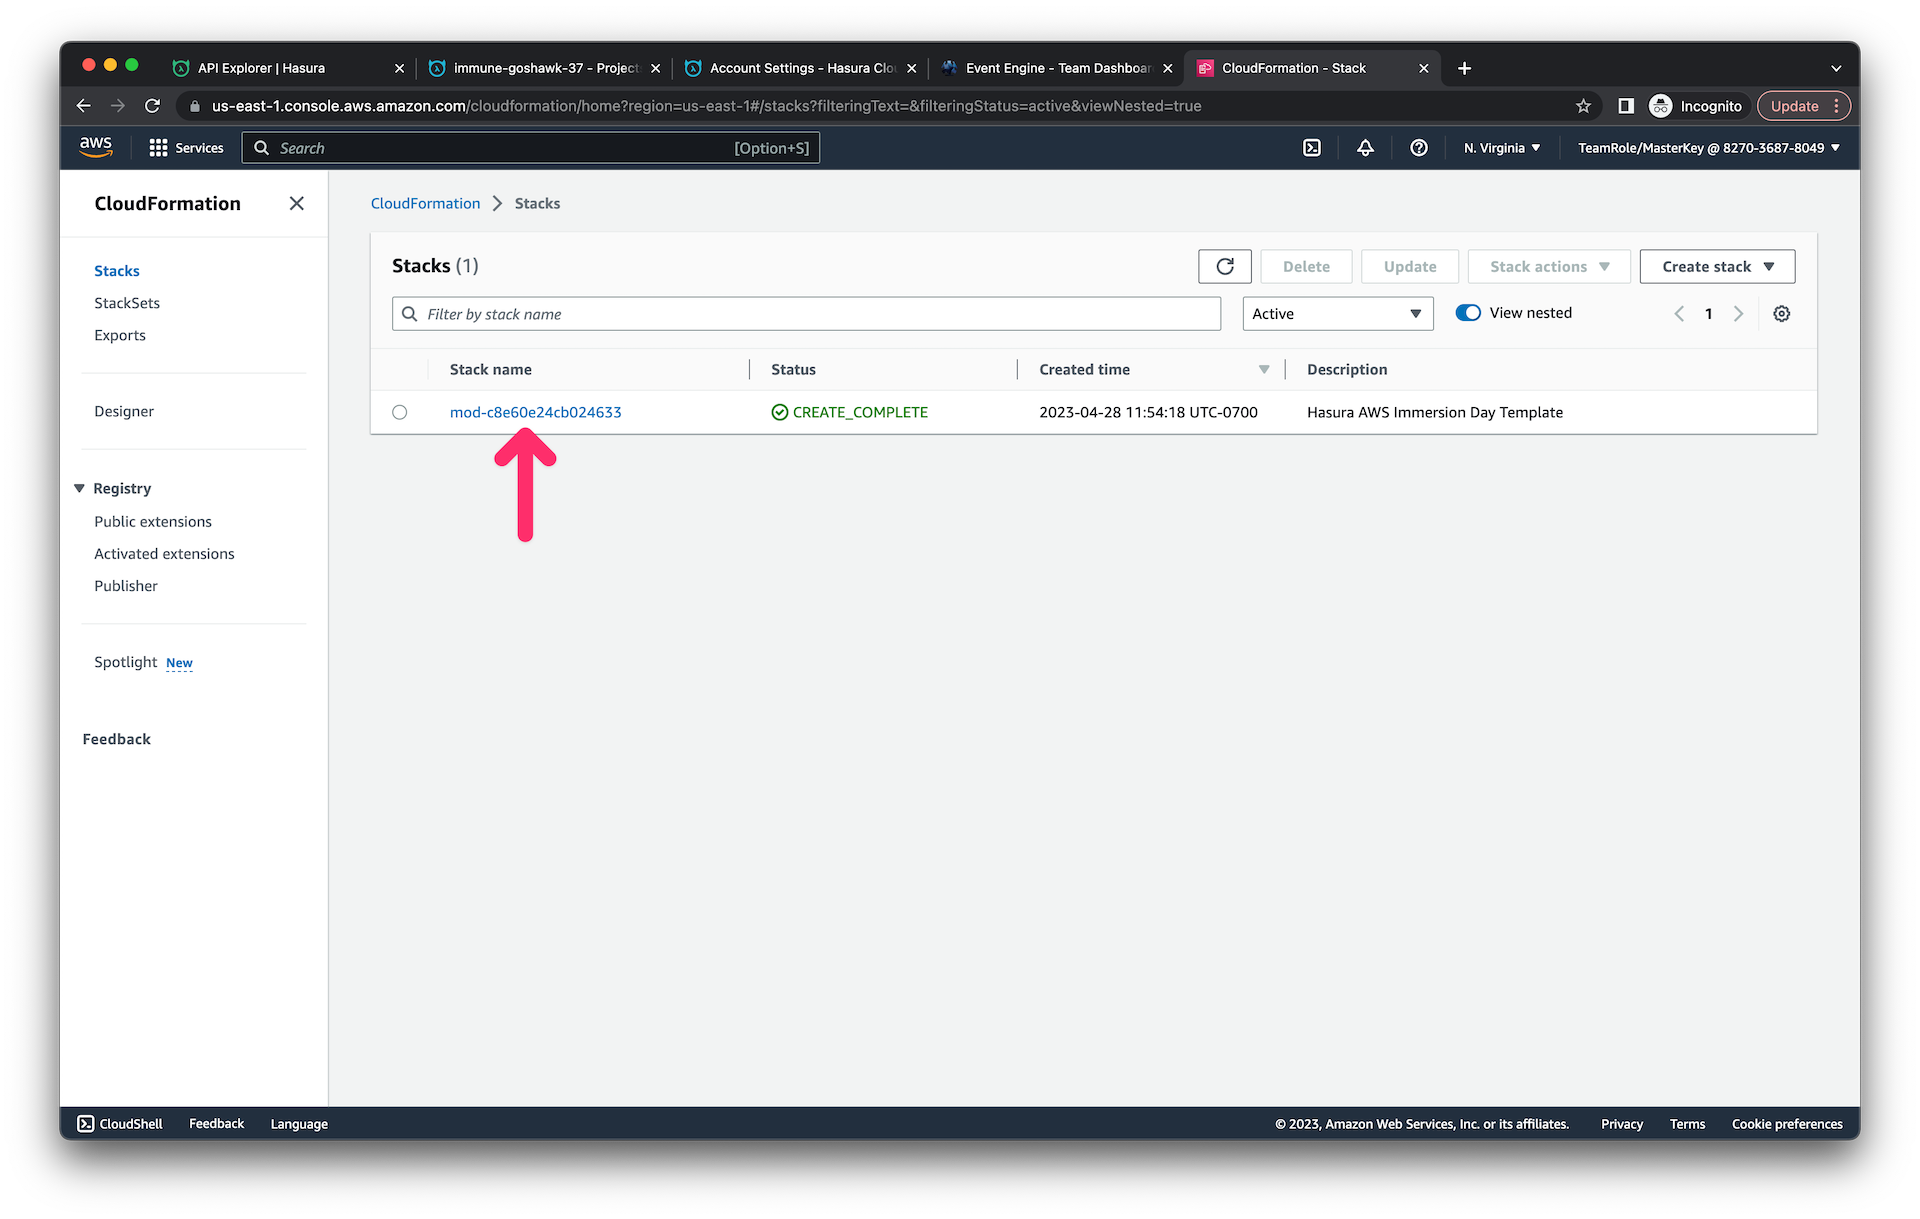 API Explorer | Hasura
immune-goshawk-37 - Project
Account Settings - Hasura Clo
Event Engine - Team Dashboar
CloudFormation - Stack
us-east-1.console.aws.amazon.com/cloudformation/home?region=us-east-1#/stacks?filteringText=&filteringStatus=active&viewNested=true
Incognito
Update
aws
Services
Search
[Option+S]
N. Virginia
TeamRole/MasterKey @ 8270-3687-8049
CloudFormation
Stacks
StackSets
Exports
Designer
Registry
Public extensions
Activated extensions
Publisher
Spotlight New
Feedback
CloudFormation > Stacks
Stacks (1)
Delete
Update
Stack actions
Create stack
Filter by stack name
Active
View nested
1
Stack name
Status
Created time
Description
mod-c8e60e24cb024633
CREATE_COMPLETE
2023-04-28 11:54:18 UTC-0700
Hasura AWS Immersion Day Template
CloudShell
Feedback
Language
© 2023, Amazon Web Services, Inc. or its affiliates.
Privacy
Terms
Cookie preferences